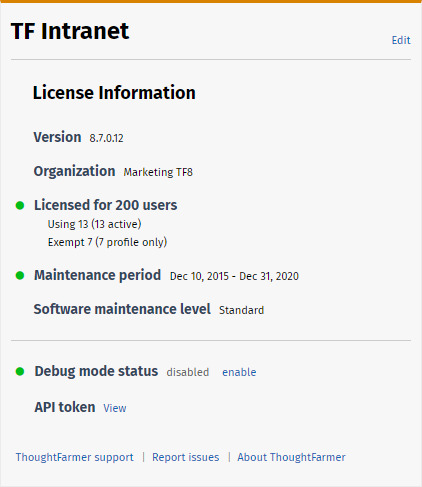 TF Intranet
Edit
License Information
Version 8.7.0.12
Organization Marketing TF8
Licensed for 200 users
Using 13 (13 active)
Exempt 7 (7 profile only)
Maintenance period Dec 10, 2015 - Dec 31, 2020
Software maintenance level Standard
Debug mode status disabled enable
API token View
ThoughtFarmer support | Report issues | About ThoughtFarmer